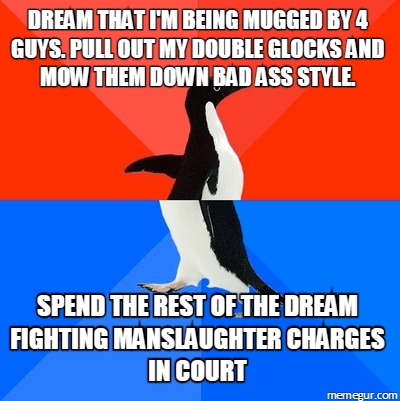 DREAM THAT I'M BEING MUGGED BY 4
GUYS. PULL OUT MY DOUBLE GLOCKS AND
MOW THEM DOWN BAD ASS STYLE.
SPEND THE REST OF THE DREAM
FIGHTING MANSLAUGHTER CHARGES
IN COURT
memegur.com